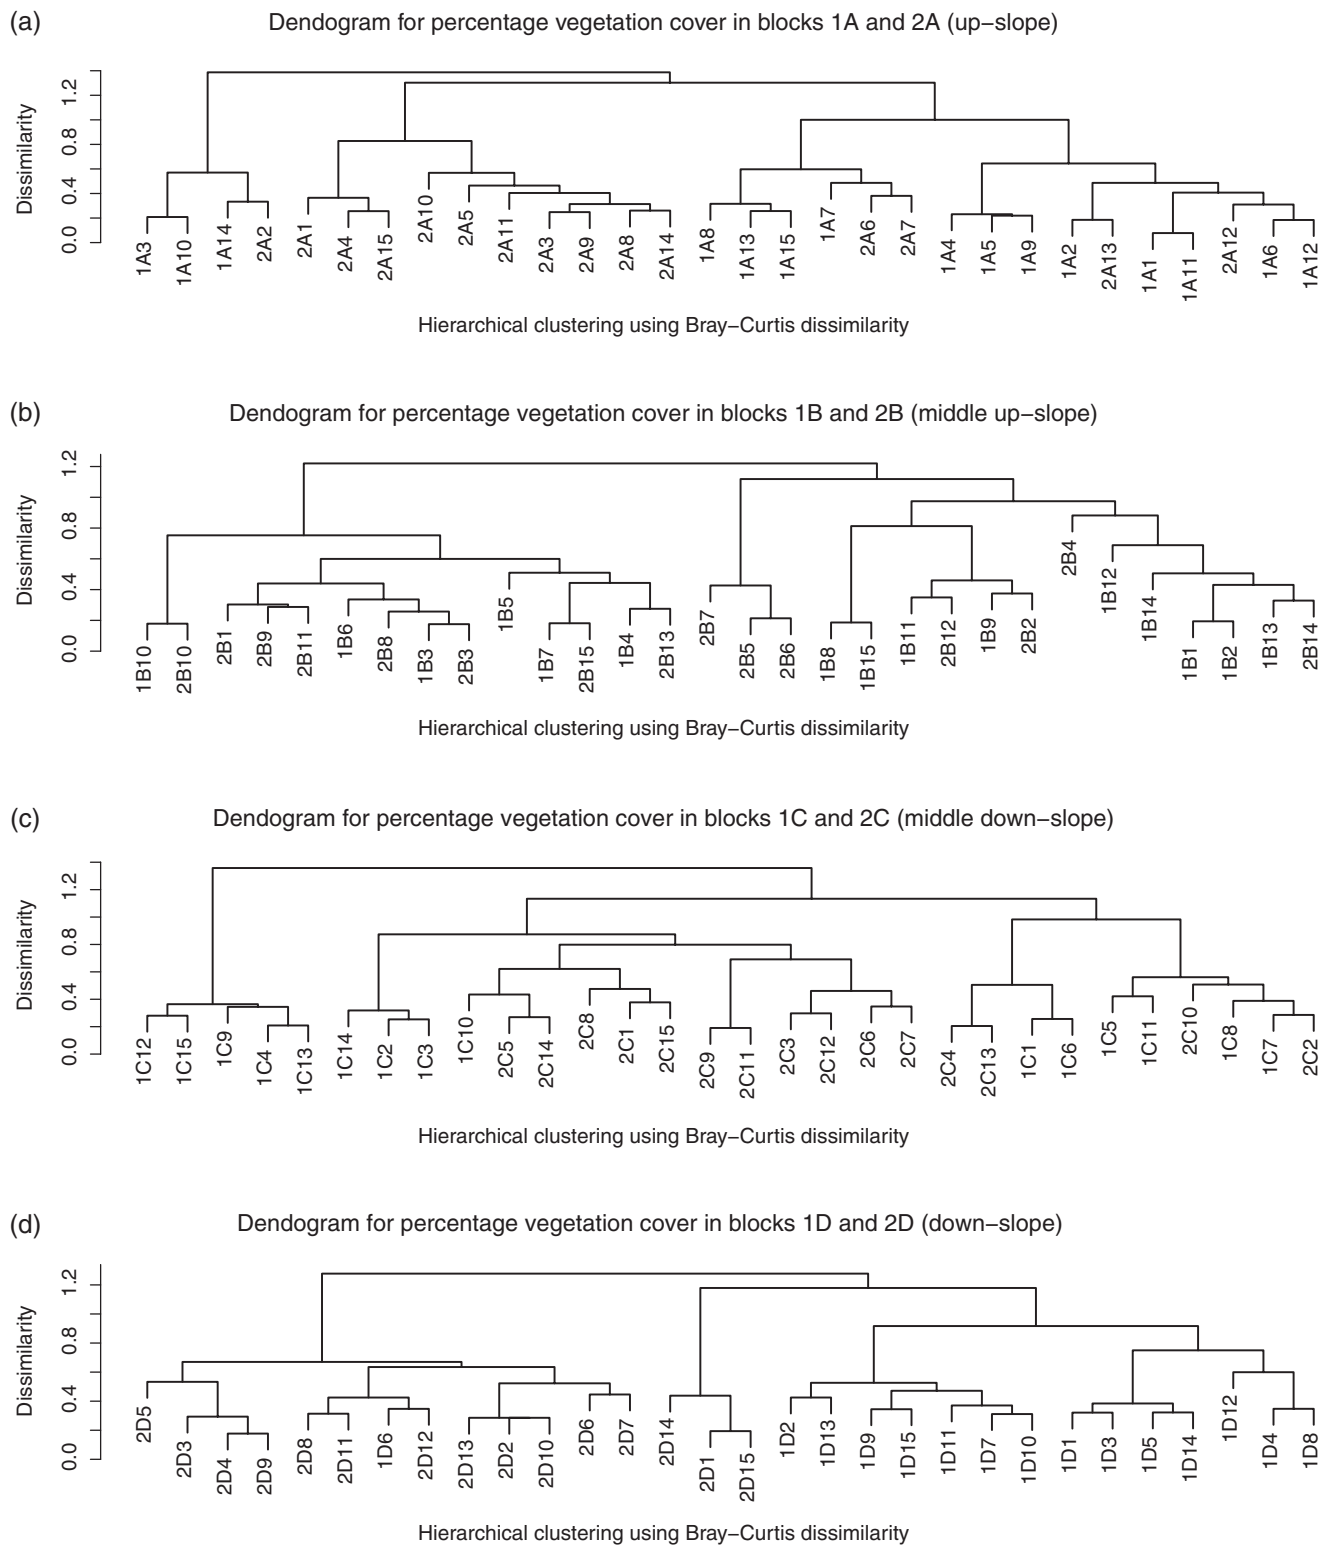 (a) Dendogram for percentage vegetation cover in blocks 1A and 2A (up−slope)
Dissimilarity
0.0 0.4 0.8 1.2
1A3 1A10 1A14 2A2 2A1 2A4 2A15 2A10 2A5 2A11 2A3 2A9 2A8 2A14 1A8 1A13 1A15 1A7 2A6 2A7 1A4 1A5 1A9 1A2 2A13 1A1 1A11 2A12 1A6 1A12
Hierarchical clustering using Bray−Curtis dissimilarity
(b) Dendogram for percentage vegetation cover in blocks 1B and 2B (middle up−slope)
Dissimilarity
0.0 0.4 0.8 1.2
1B10 2B10 2B1 2B9 2B11 1B6 2B8 1B3 2B3 1B5 1B7 2B15 1B4 2B13 2B7 2B5 2B6 1B8 1B15 1B11 2B12 1B9 2B2 2B4 1B12 1B14 1B1 1B2 1B13 2B14
Hierarchical clustering using Bray−Curtis dissimilarity
(c) Dendogram for percentage vegetation cover in blocks 1C and 2C (middle down−slope)
Dissimilarity
0.0 0.4 0.8 1.2
1C12 1C15 1C9 1C4 1C13 1C14 1C2 1C3 1C10 2C5 2C14 2C8 2C1 2C15 2C9 2C11 2C3 2C12 2C6 2C7 2C4 2C13 1C1 1C6 1C5 1C11 2C10 1C8 1C7 2C2
Hierarchical clustering using Bray−Curtis dissimilarity
(d) Dendogram for percentage vegetation cover in blocks 1D and 2D (down−slope)
Dissimilarity
0.0 0.4 0.8 1.2
2D5 2D3 2D4 2D9 2D8 2D11 1D6 2D12 2D13 2D2 2D10 2D6 2D7 2D14 2D1 2D15 1D2 1D13 1D9 1D15 1D11 1D7 1D10 1D1 1D3 1D5 1D14 1D12 1D4 1D8
Hierarchical clustering using Bray−Curtis dissimilarity